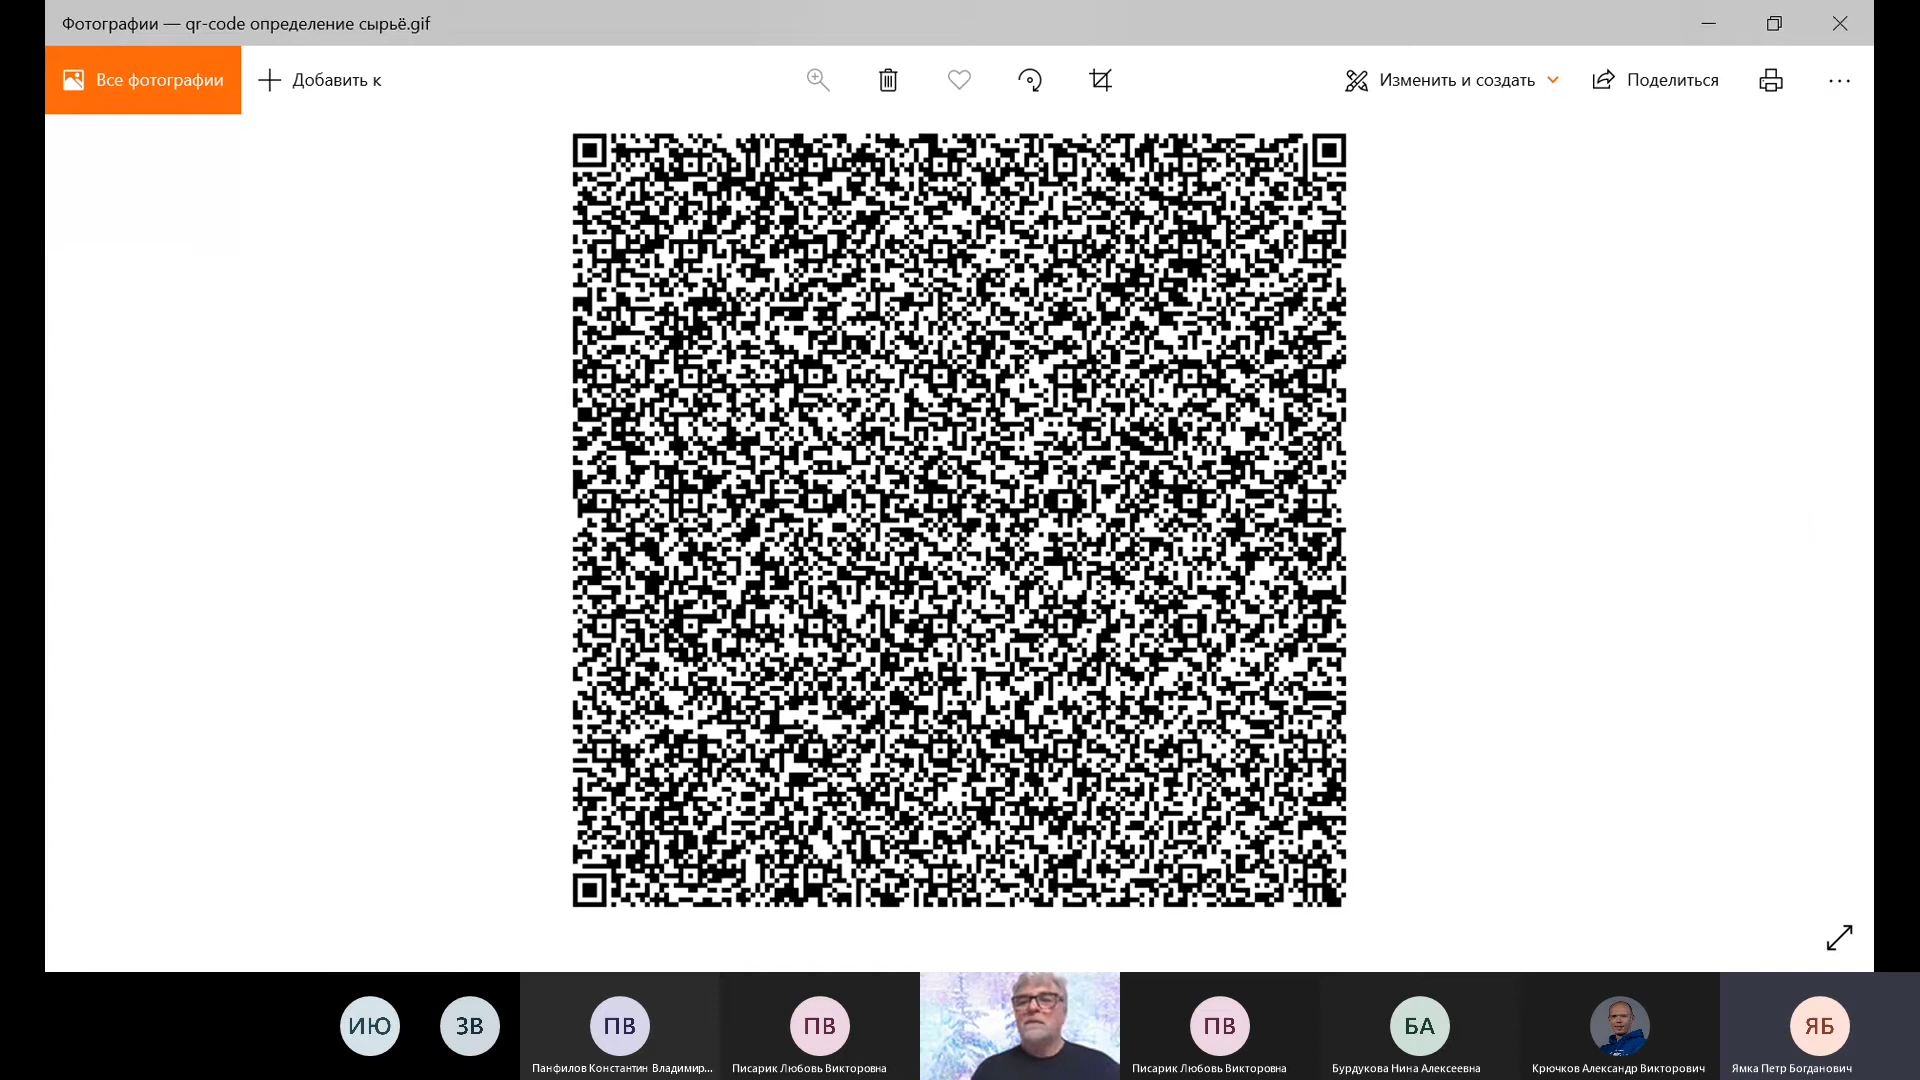 Фотографии — qr-code определение сырьё.gif
Все фотографии
Добавить к
Изменить и создать
Поделиться
ИЮ
ЗВ
ПВ
ПВ
ПВ
БА
ЯБ
Панфилов Константин Владимир...
Писарик Любовь Викторовна
Писарик Любовь Викторовна
Бурдукова Нина Алексеевна
Крючков Александр Викторович
Ямка Петр Богданович